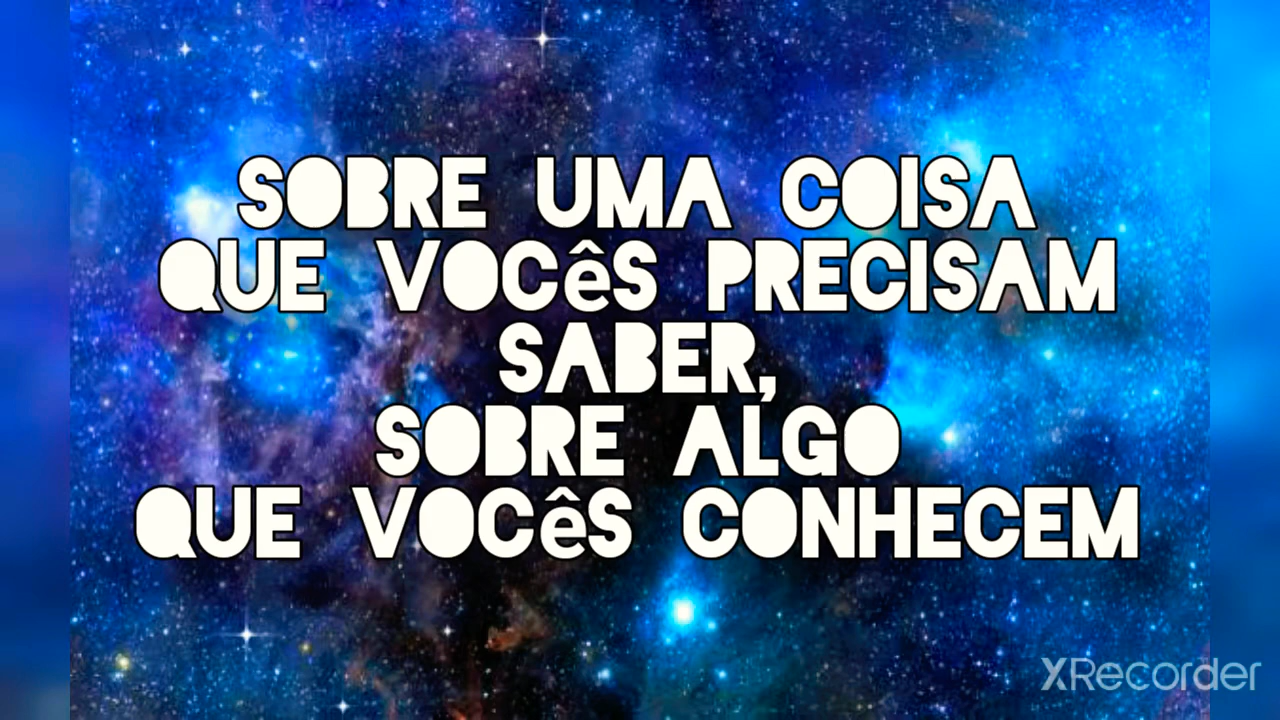 SOBRE UMA COISA
QUE VOCêS PRECISAM
SABER,
SOBRE ALGO
QUE VOCêS CONHECEM
XRecorder